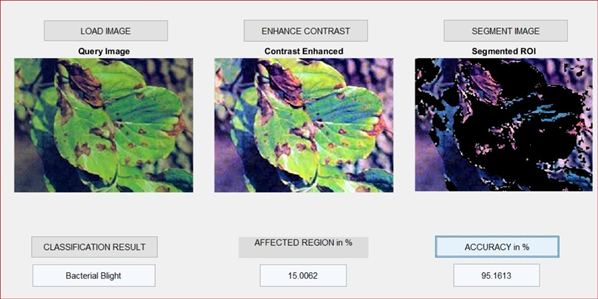 LOAD IMAGE
ENHANCE CONTRAST
SEGMENT IMAGE
Query Image
Contrast Enhanced
Segmented ROI
CLASSIFICATION RESULT
AFFECTED REGION in %
ACCURACY in %
Bacterial Blight
15.0062
95.1613